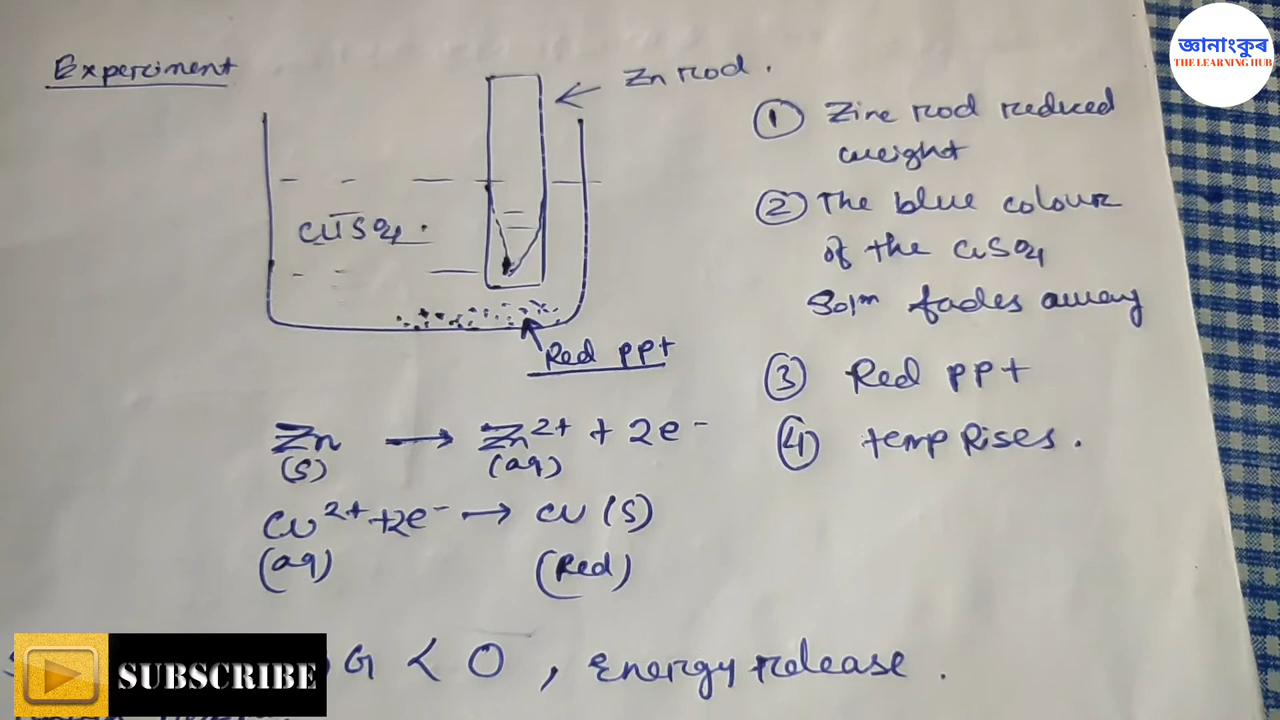 জ্ঞানাংকুৰ
THE LEARNING HUB
Experiment
Zn rod.
CuSO4.
Red ppt
① Zinc rod reduced
weight
② The blue colour
of the CuSO4
Solⁿ fades away
③ Red ppt
④ temp Rises.
Zn → Zn²⁺ + 2e⁻
(s) (aq)
Cu²⁺ + 2e⁻ → Cu (s)
(aq) (Red)
G < 0, Energy release.
SUBSCRIBE